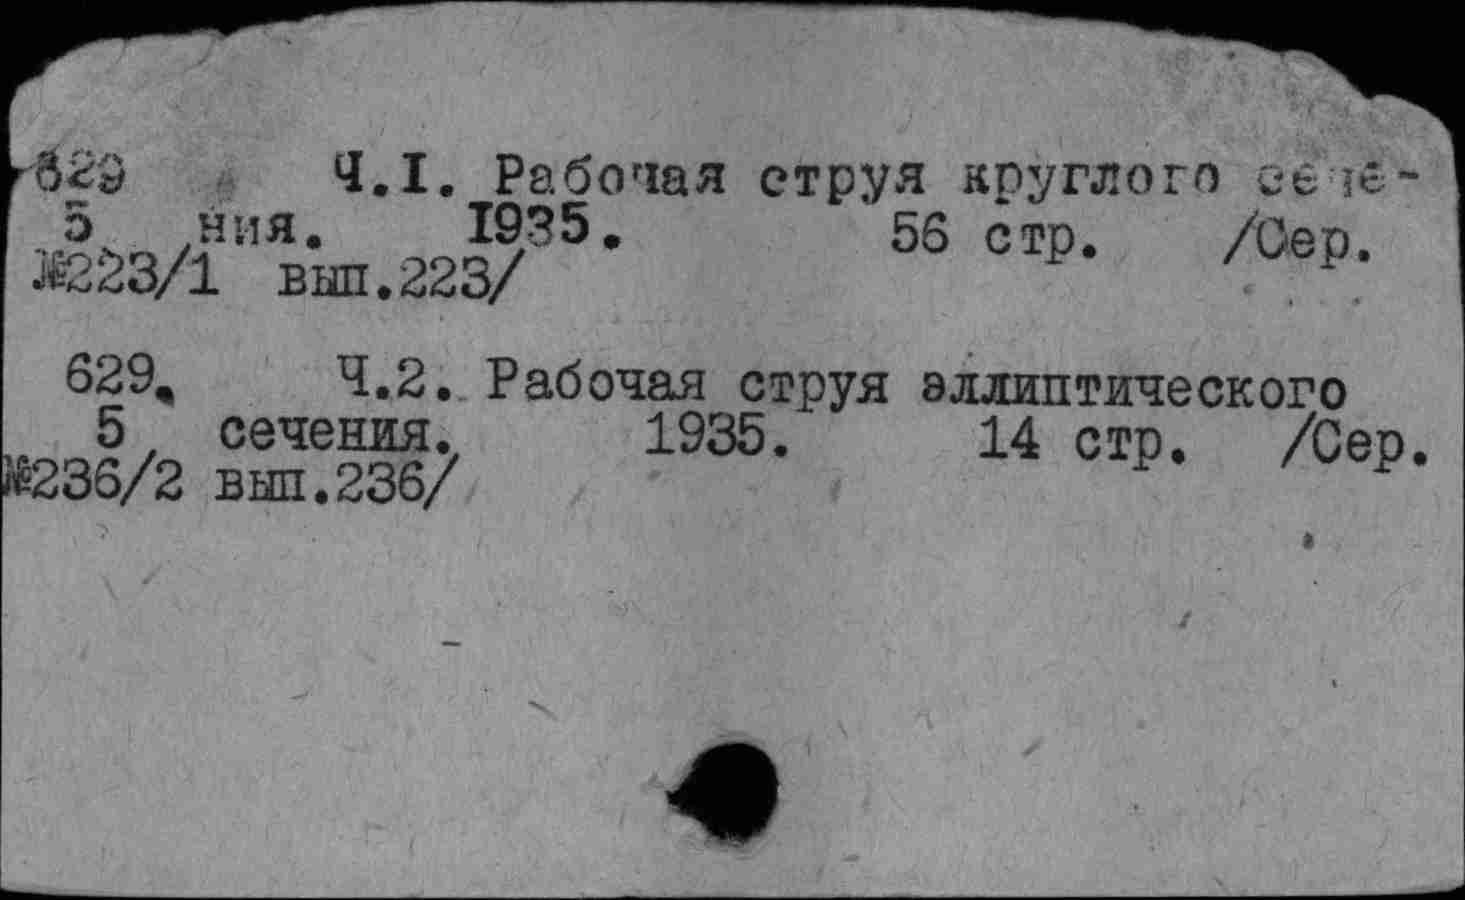 629 Ч.I. Рабочая струя круглого сече-
5 ния. 1935. 56 стр. /Сер.
№223/1 вып.223/
629, Ч.2. Рабочая струя эллиптического
5 сечения. 1935. 14 стр. /Сер.
№236/2 вып.236/